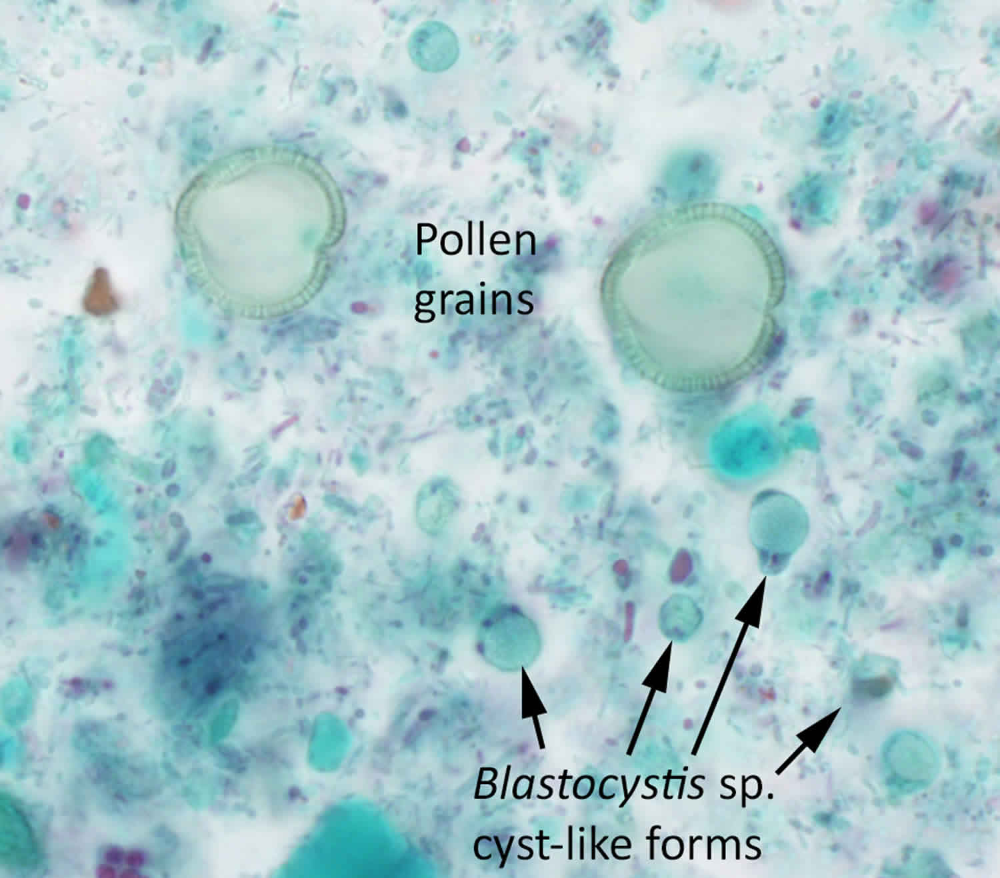 Pollen
grains
Blastocystis sp.
cyst-like forms